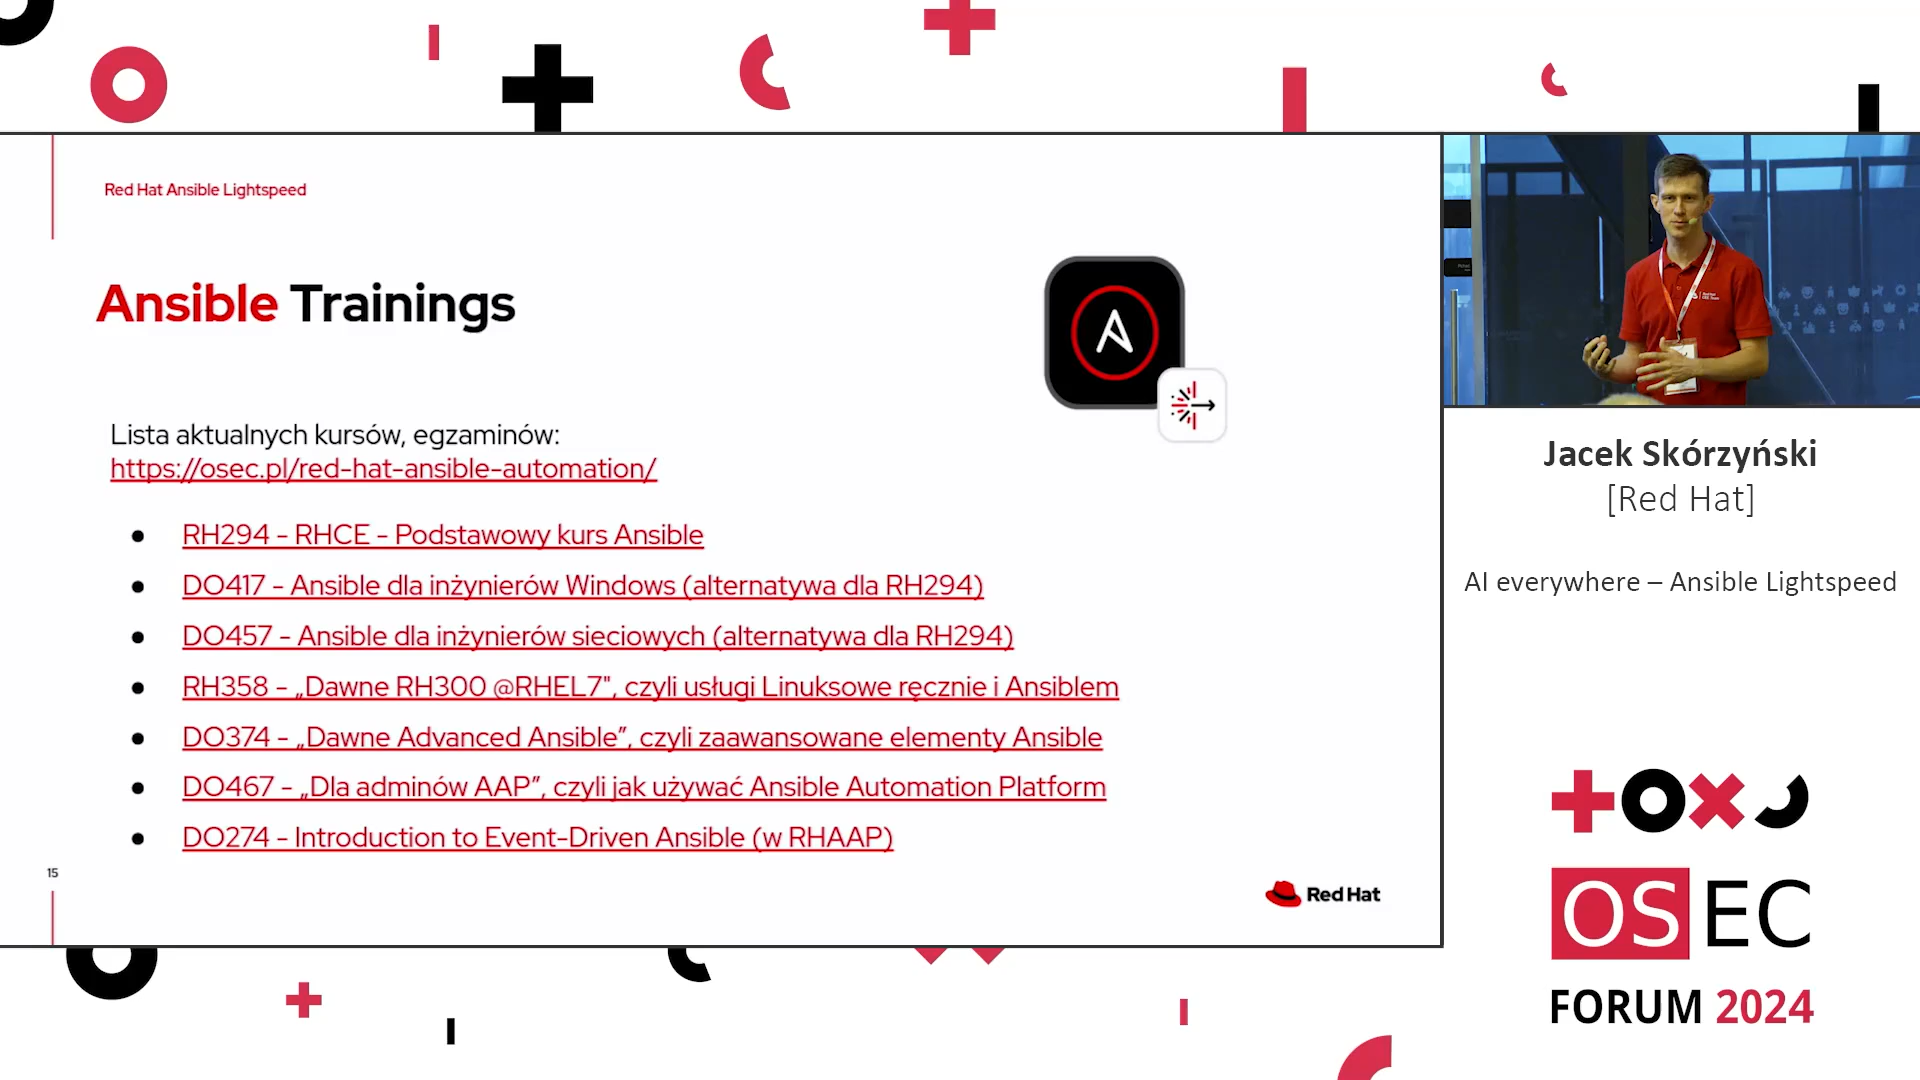 Red Hat Ansible Lightspeed
Ansible Trainings
Lista aktualnych kursów, egzaminów:
https://osec.pl/red-hat-ansible-automation/
RH294 - RHCE - Podstawowy kurs Ansible
DO417 - Ansible dla inżynierów Windows (alternatywa dla RH294)
DO457 - Ansible dla inżynierów sieciowych (alternatywa dla RH294)
RH358 - „Dawne RH300 @RHEL7", czyli usługi Linuksowe ręcznie i Ansiblem
DO374 - „Dawne Advanced Ansible”, czyli zaawansowane elementy Ansible
DO467 - „Dla adminów AAP”, czyli jak używać Ansible Automation Platform
DO274 - Introduction to Event-Driven Ansible (w RHAAP)
15
Red Hat
Jacek Skórzyński
[Red Hat]
AI everywhere – Ansible Lightspeed
OSEC
FORUM 2024